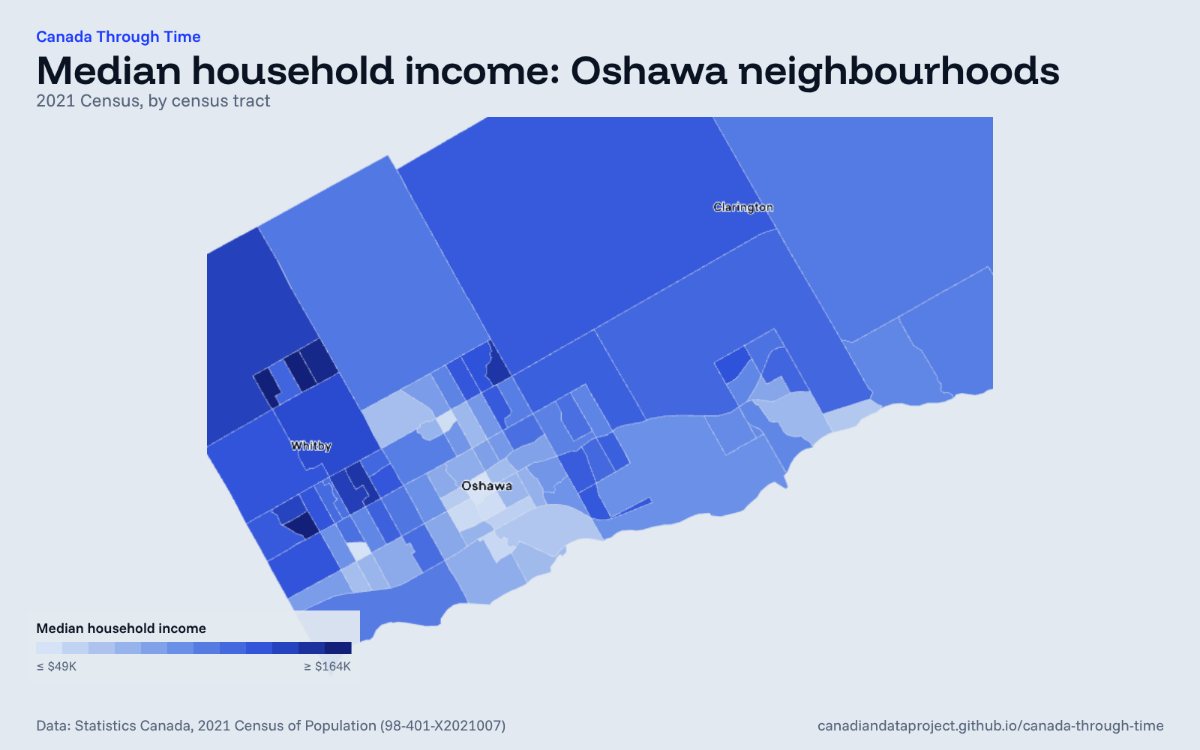 Canada Through Time
Median household income: Oshawa neighbourhoods
2021 Census, by census tract
Clarington
Whitby
Oshawa
Median household income
≤ $49K
≥ $164K
Data: Statistics Canada, 2021 Census of Population (98-401-X2021007)
canadiandataproject.github.io/canada-through-time